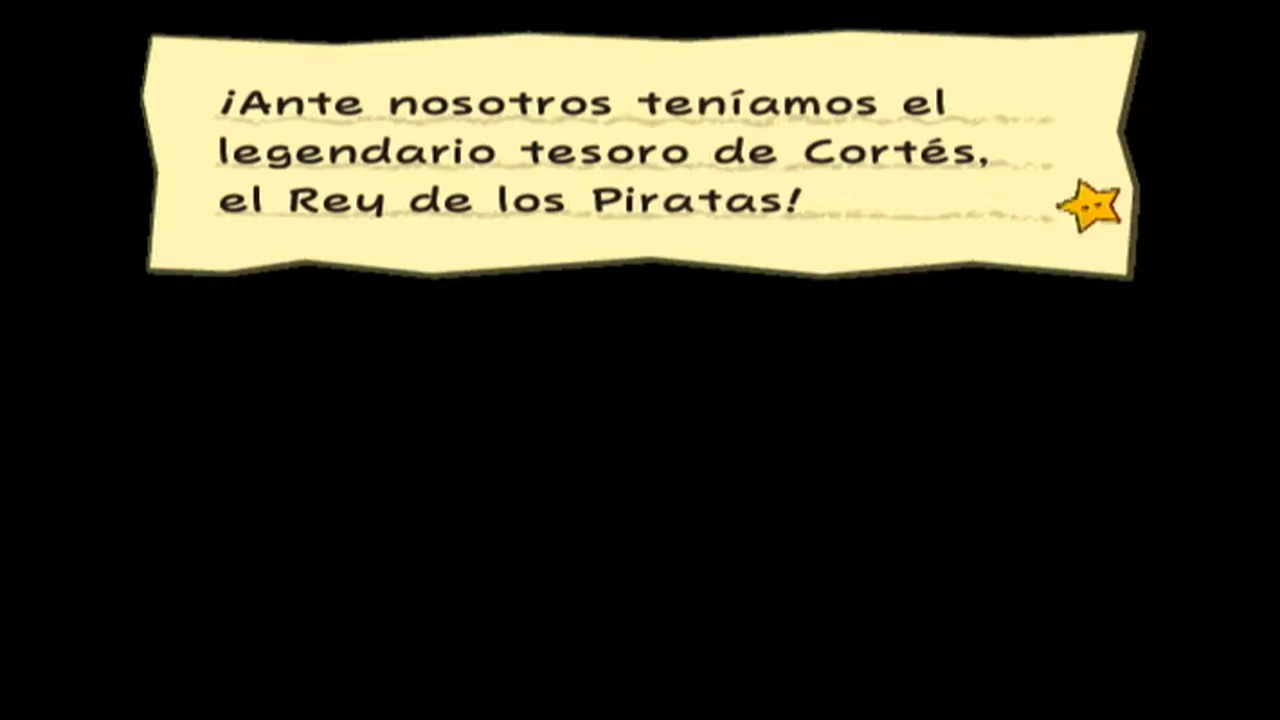 ¡Ante nosotros teníamos el
legendario tesoro de Cortés,
el Rey de los Piratas!